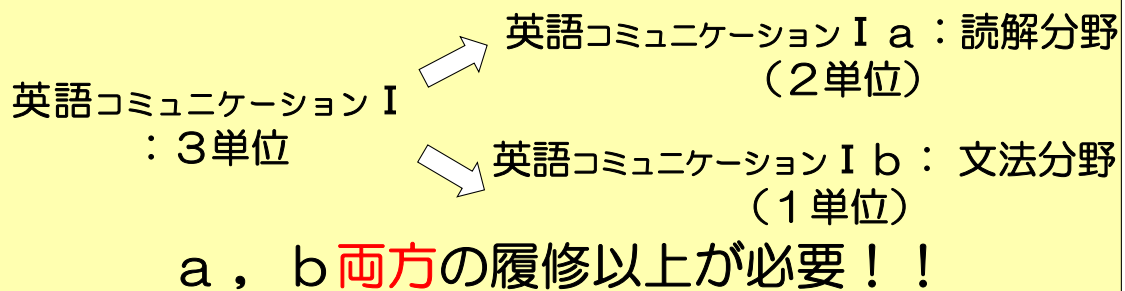 英語コミュニケーションⅠ
：３単位
英語コミュニケーションⅠａ：読解分野
（２単位）
英語コミュニケーションⅠｂ： 文法分野
（１単位）
ａ，ｂ両方の履修以上が必要！！